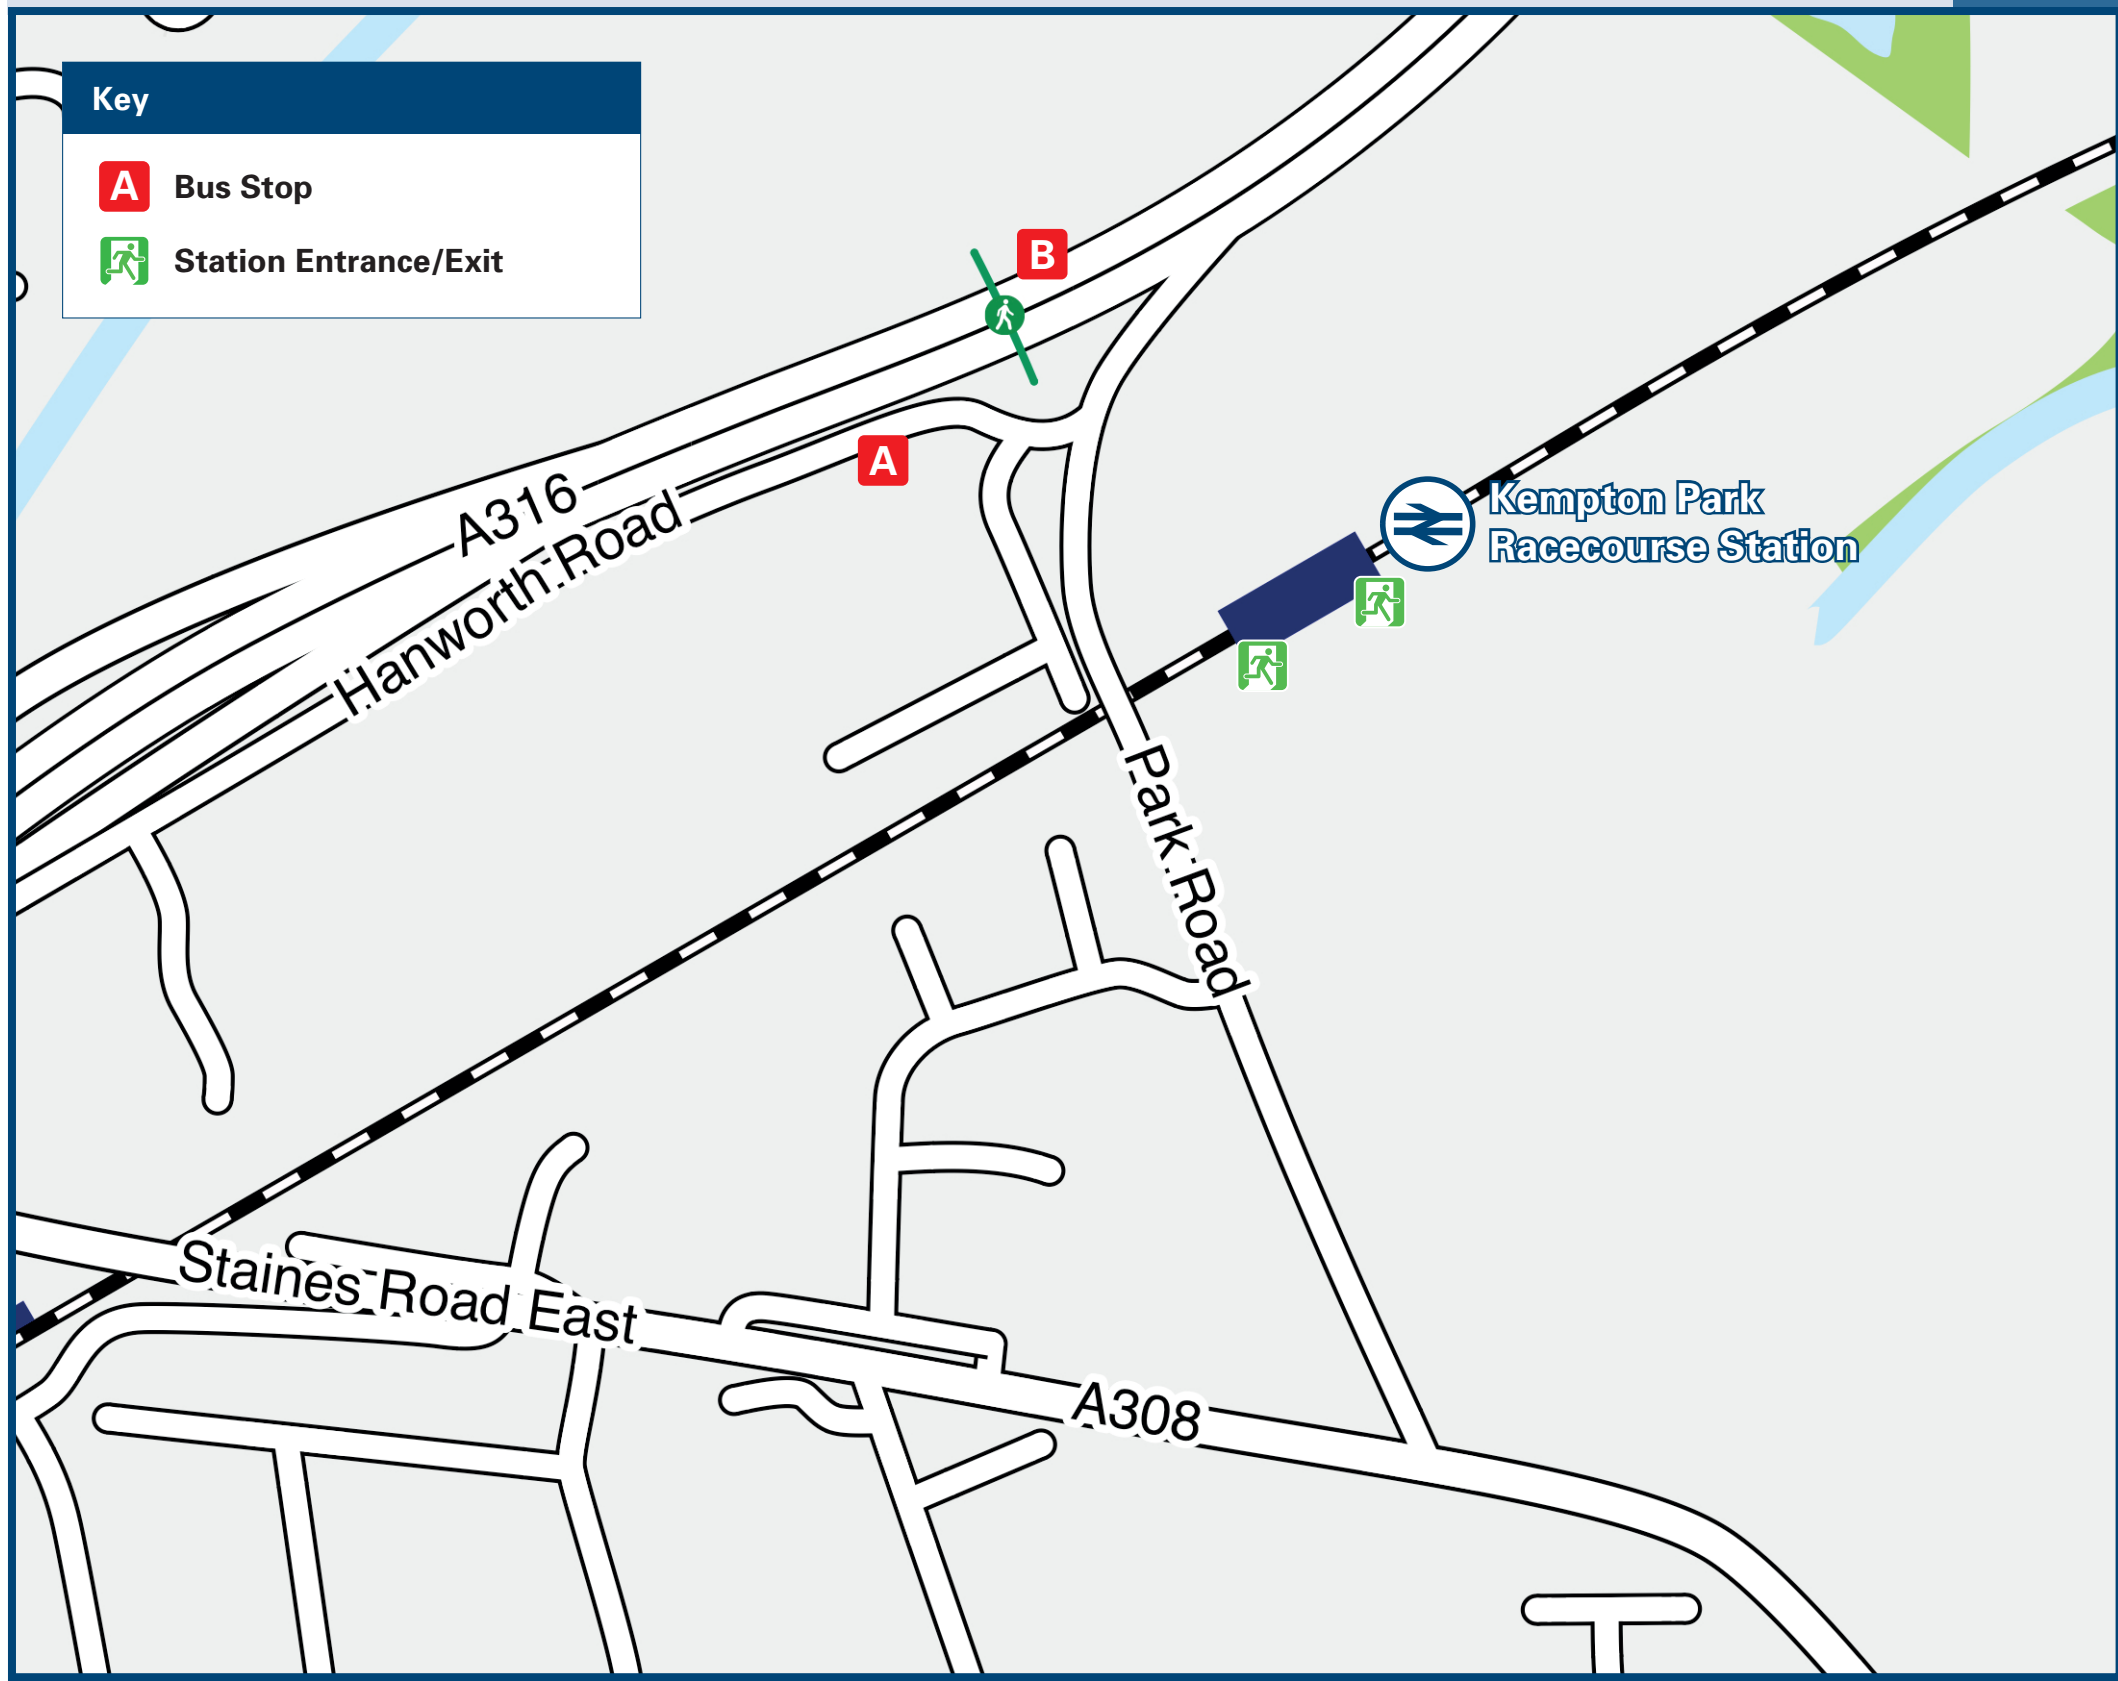 Key
A Bus Stop
Station Entrance/Exit
B
A
A316
Hanworth Road
Kempton Park
Racecourse Station
Park Road
Staines Road East
A308